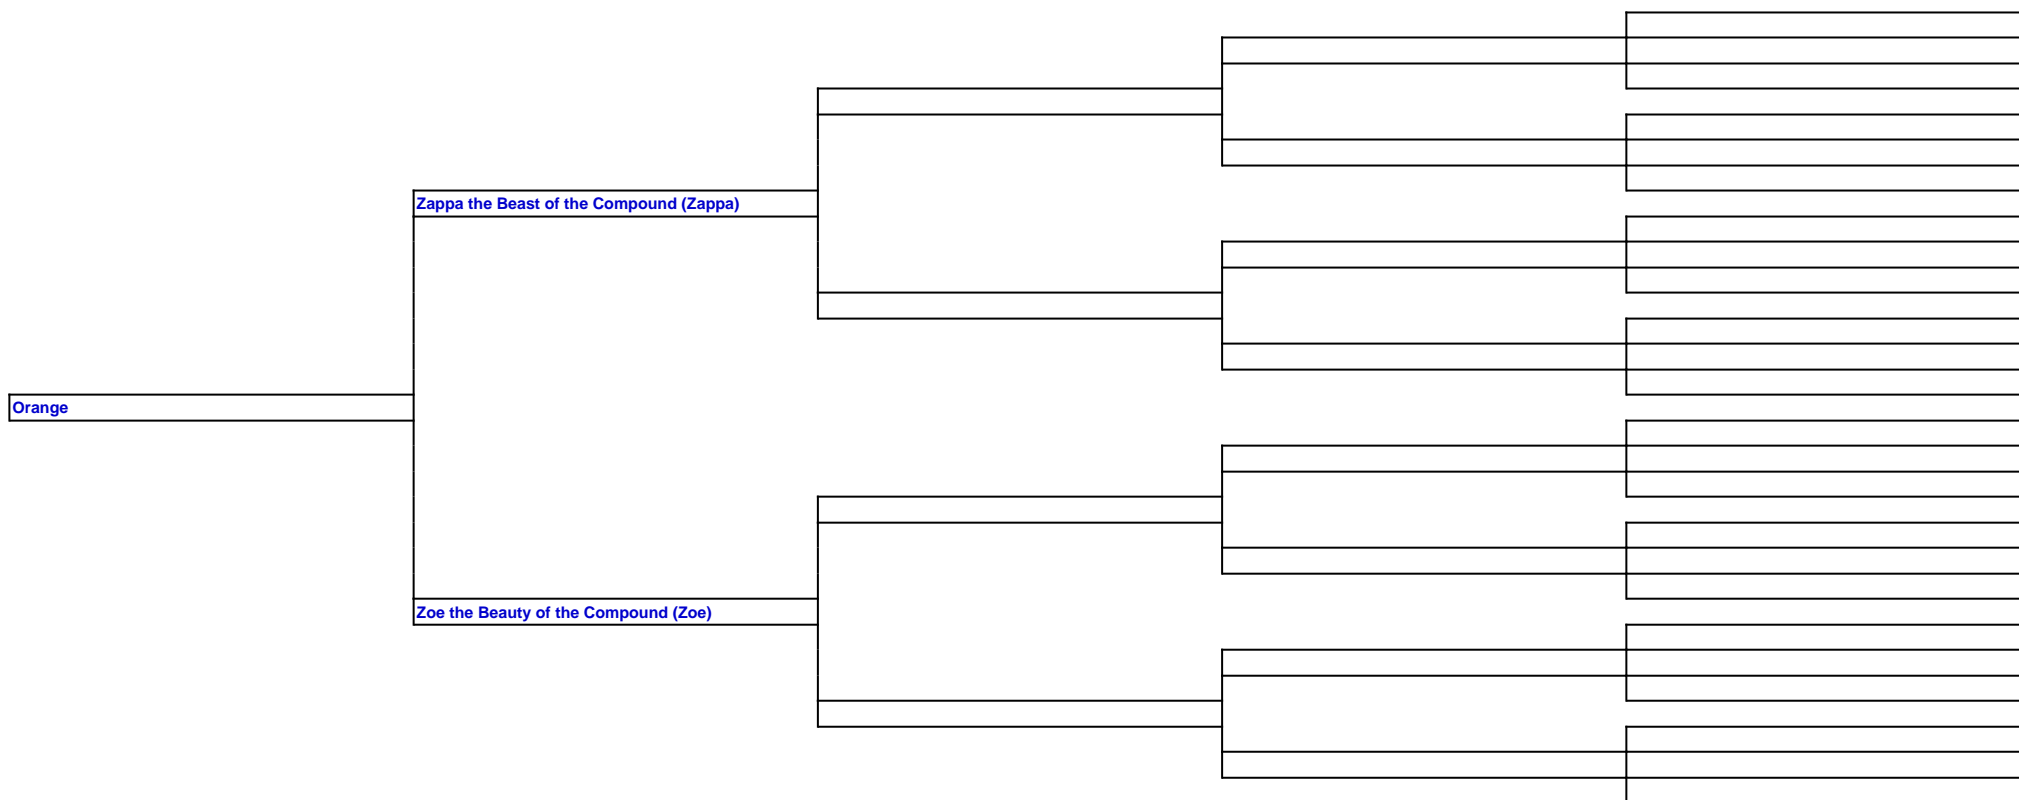 Zappa the Beast of the Compound (Zappa)
Orange
Zoe the Beauty of the Compound (Zoe)